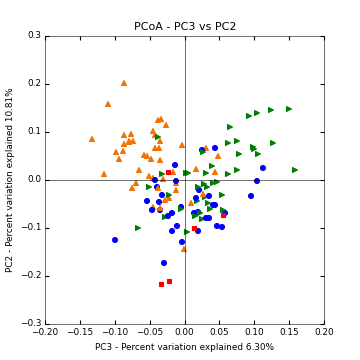 PCoA - PC3 vs PC2
0.3
0.2
0.1
0.0
−0.1
−0.2
−0.3
PC2 - Percent variation explained 10.81%
−0.20 −0.15 −0.10 −0.05 0.00 0.05 0.10 0.15 0.20
PC3 - Percent variation explained 6.30%